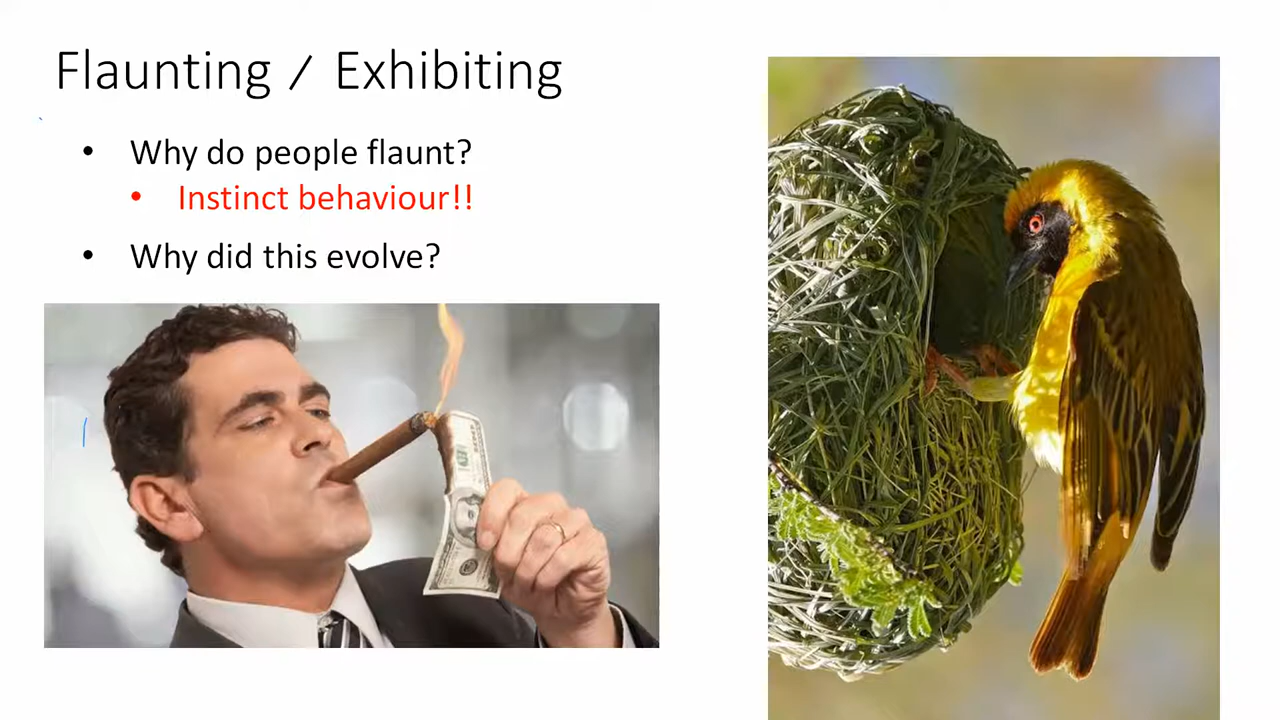 Flaunting / Exhibiting
• Why do people flaunt?
• Instinct behaviour!!
• Why did this evolve?